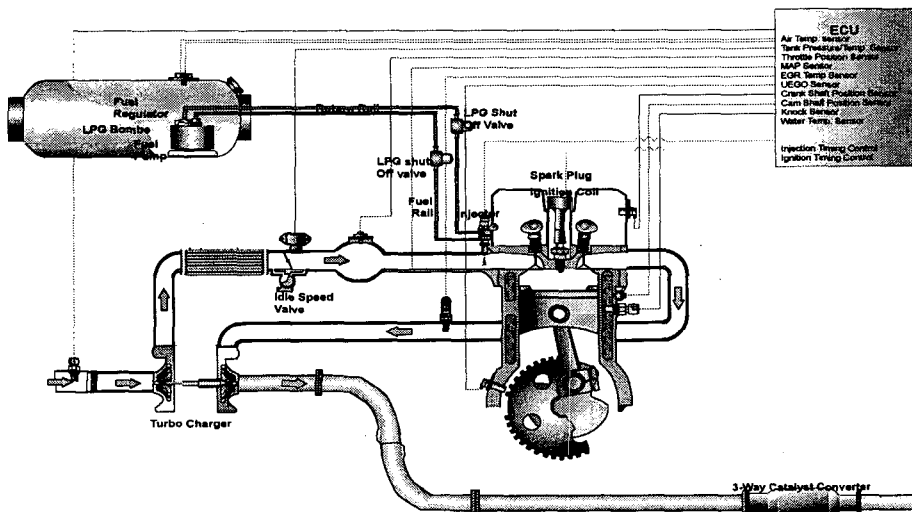 ECU
Air Temp. sensor
Tank Pressure/Temp. Sensor
Throttle Position Sensor
MAP Sensor
EGR Temp Sensor
UEGO Sensor
Crank Shaft Position Sensor
Cam Shaft Position Sensor
Knock Sensor
Water Temp. Sensor
Injection Timing Control
Ignition Timing Control
Fuel
Regulator
LPG Bombe
Fuel
Pump
Return Rail
LPG Shut
Off Valve
LPG shut
Off valve
Fuel
Rail
Injector
Spark Plug
Ignition Coil
Idle Speed
Valve
Turbo Charger
3-Way Catalyst Converter